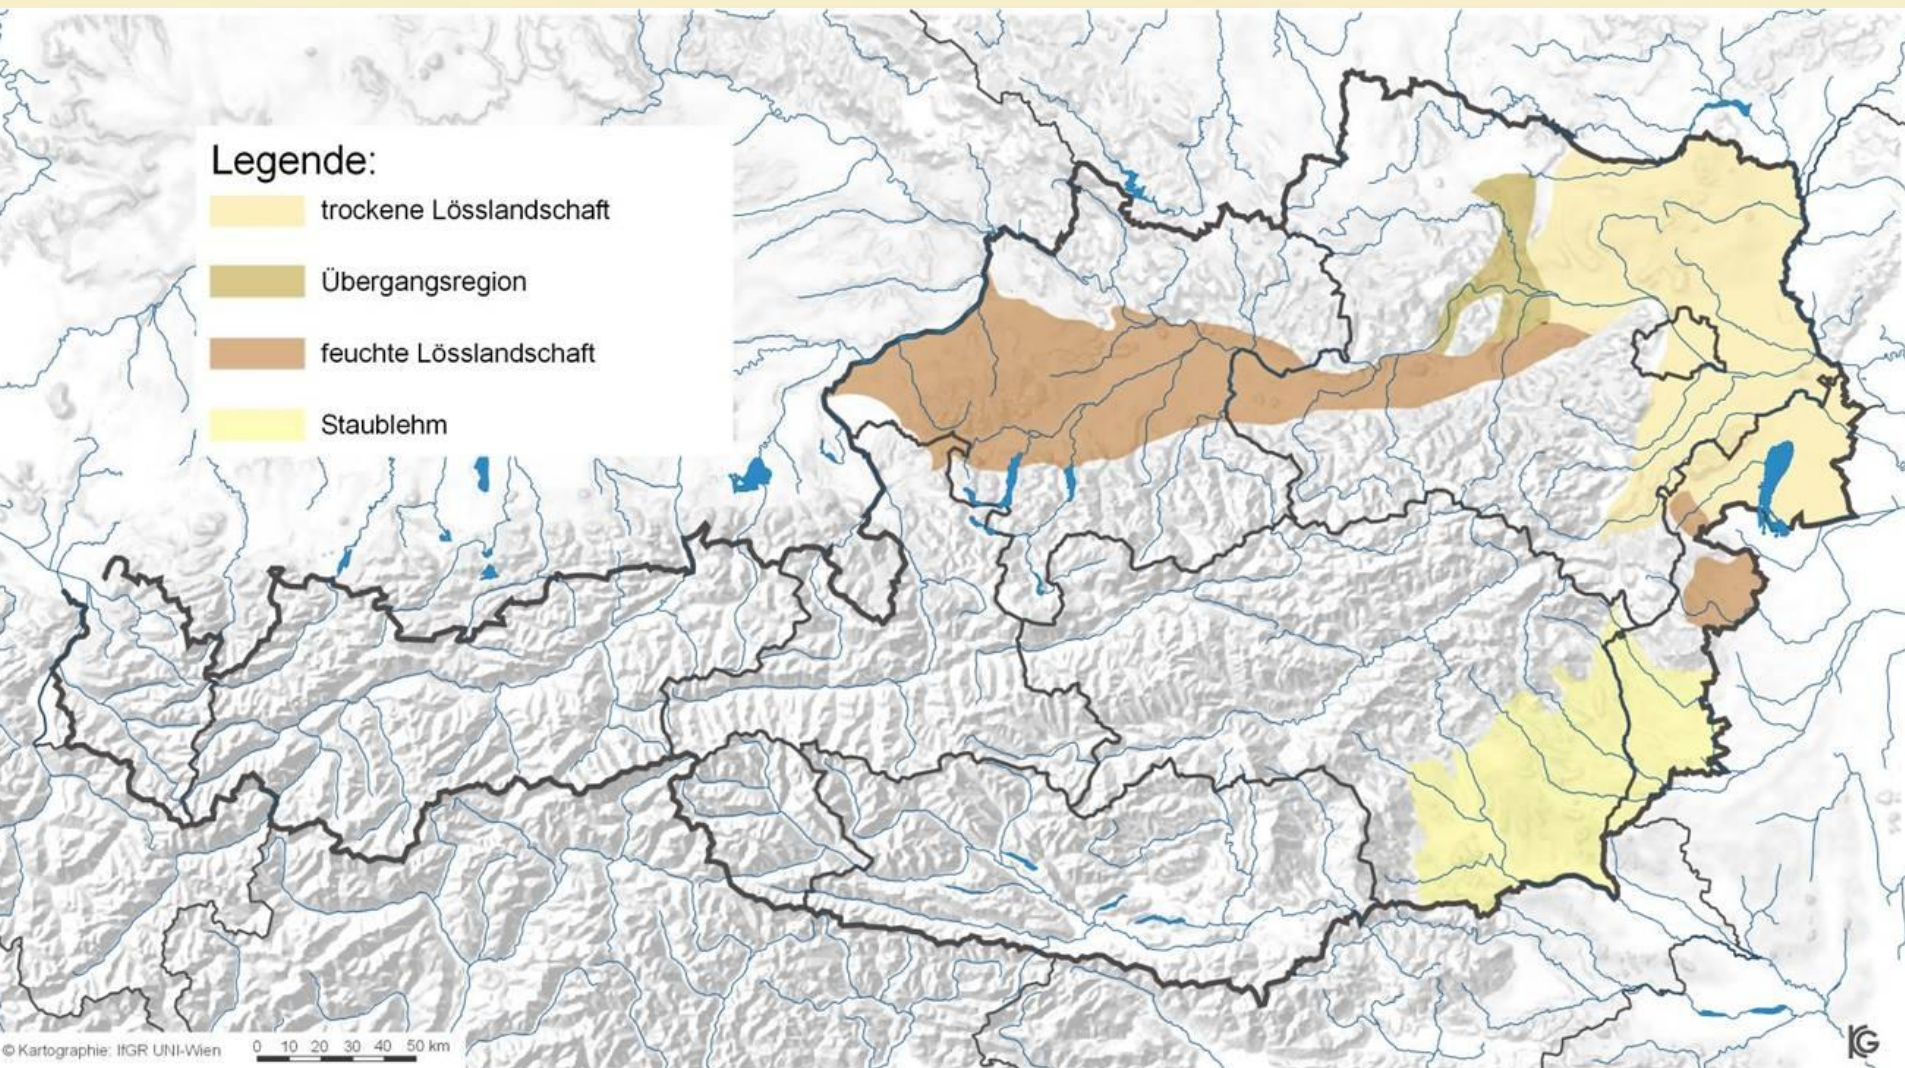 Legende:
trockene Lösslandschaft
Übergangsregion
feuchte Lösslandschaft
Staublehm
© Kartographie: IfGR UNI-Wien
0 10 20 30 40 50 km